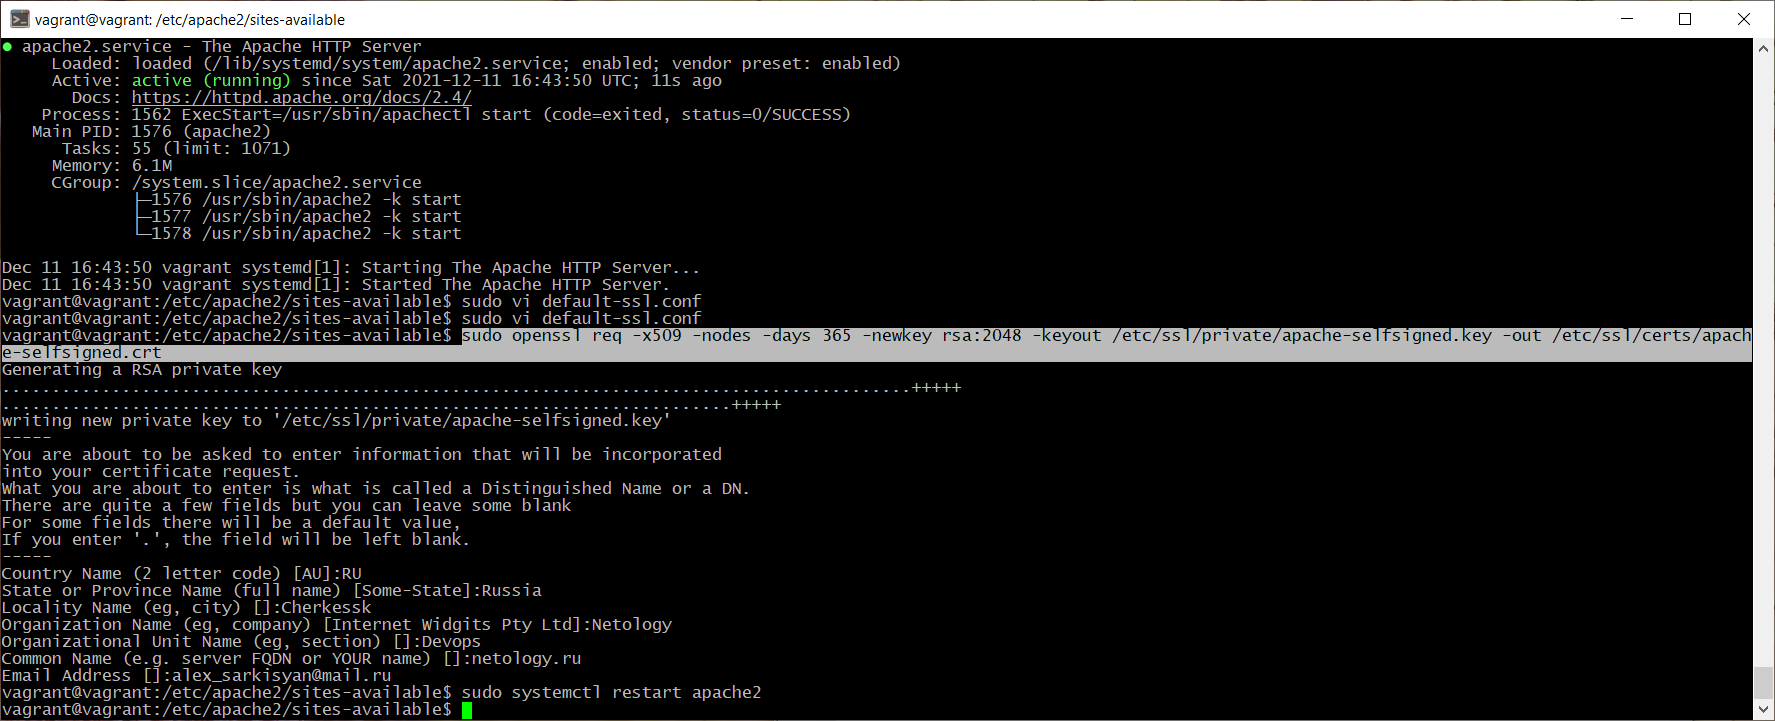 vagrant@vagrant: /etc/apache2/sites-available
● apache2.service - The Apache HTTP Server
     Loaded: loaded (/lib/systemd/system/apache2.service; enabled; vendor preset: enabled)
     Active: active (running) since Sat 2021-12-11 16:43:50 UTC; 11s ago
       Docs: https://httpd.apache.org/docs/2.4/
    Process: 1562 ExecStart=/usr/sbin/apachectl start (code=exited, status=0/SUCCESS)
   Main PID: 1576 (apache2)
      Tasks: 55 (limit: 1071)
     Memory: 6.1M
     CGroup: /system.slice/apache2.service
             ├─1576 /usr/sbin/apache2 -k start
             ├─1577 /usr/sbin/apache2 -k start
             └─1578 /usr/sbin/apache2 -k start
Dec 11 16:43:50 vagrant systemd[1]: Starting The Apache HTTP Server...
Dec 11 16:43:50 vagrant systemd[1]: Started The Apache HTTP Server.
vagrant@vagrant:/etc/apache2/sites-available$ sudo vi default-ssl.conf
vagrant@vagrant:/etc/apache2/sites-available$ sudo vi default-ssl.conf
vagrant@vagrant:/etc/apache2/sites-available$ sudo openssl req -x509 -nodes -days 365 -newkey rsa:2048 -keyout /etc/ssl/private/apache-selfsigned.key -out /etc/ssl/certs/apach
e-selfsigned.crt
Generating a RSA private key
...........................................................................................+++++
.........................................................................+++++
writing new private key to '/etc/ssl/private/apache-selfsigned.key'
-----
You are about to be asked to enter information that will be incorporated
into your certificate request.
What you are about to enter is what is called a Distinguished Name or a DN.
There are quite a few fields but you can leave some blank
For some fields there will be a default value,
If you enter '.', the field will be left blank.
-----
Country Name (2 letter code) [AU]:RU
State or Province Name (full name) [Some-State]:Russia
Locality Name (eg, city) []:Cherkessk
Organization Name (eg, company) [Internet Widgits Pty Ltd]:Netology
Organizational Unit Name (eg, section) []:Devops
Common Name (e.g. server FQDN or YOUR name) []:netology.ru
Email Address []:alex_sarkisyan@mail.ru
vagrant@vagrant:/etc/apache2/sites-available$ sudo systemctl restart apache2
vagrant@vagrant:/etc/apache2/sites-available$